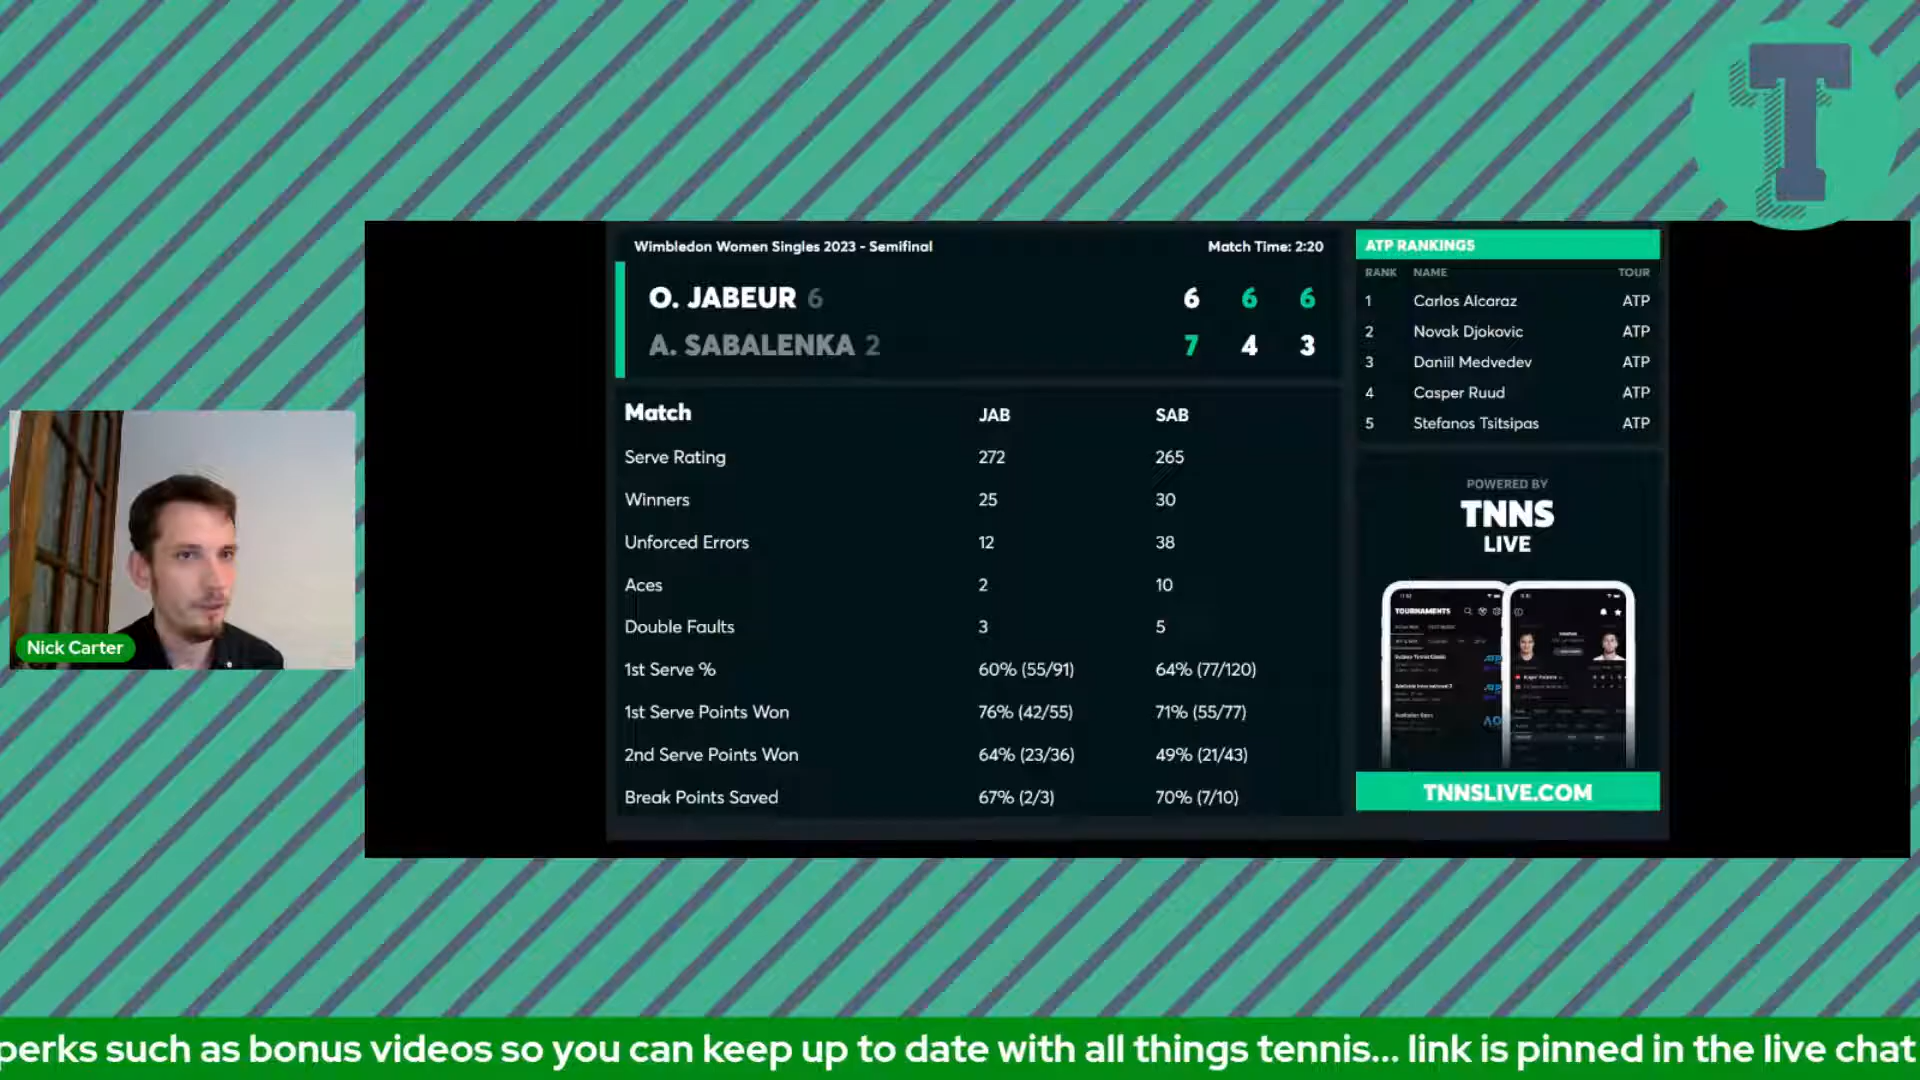 T
Wimbledon Women Singles 2023 - Semifinal
Match Time: 2:20
O. JABEUR 6
6 6 6
A. SABALENKA 2
7 4 3
Match JAB SAB
Serve Rating 272 265
Winners 25 30
Unforced Errors 12 38
Aces 2 10
Double Faults 3 5
1st Serve % 60% (55/91) 64% (77/120)
1st Serve Points Won 76% (42/55) 71% (55/77)
2nd Serve Points Won 64% (23/36) 49% (21/43)
Break Points Saved 67% (2/3) 70% (7/10)
ATP RANKINGS
RANK NAME TOUR
1 Carlos Alcaraz ATP
2 Novak Djokovic ATP
3 Daniil Medvedev ATP
4 Casper Ruud ATP
5 Stefanos Tsitsipas ATP
POWERED BY
TNNS
LIVE
TOURNAMENTS
TNNSLIVE.COM
Nick Carter
perks such as bonus videos so you can keep up to date with all things tennis... link is pinned in the live chat